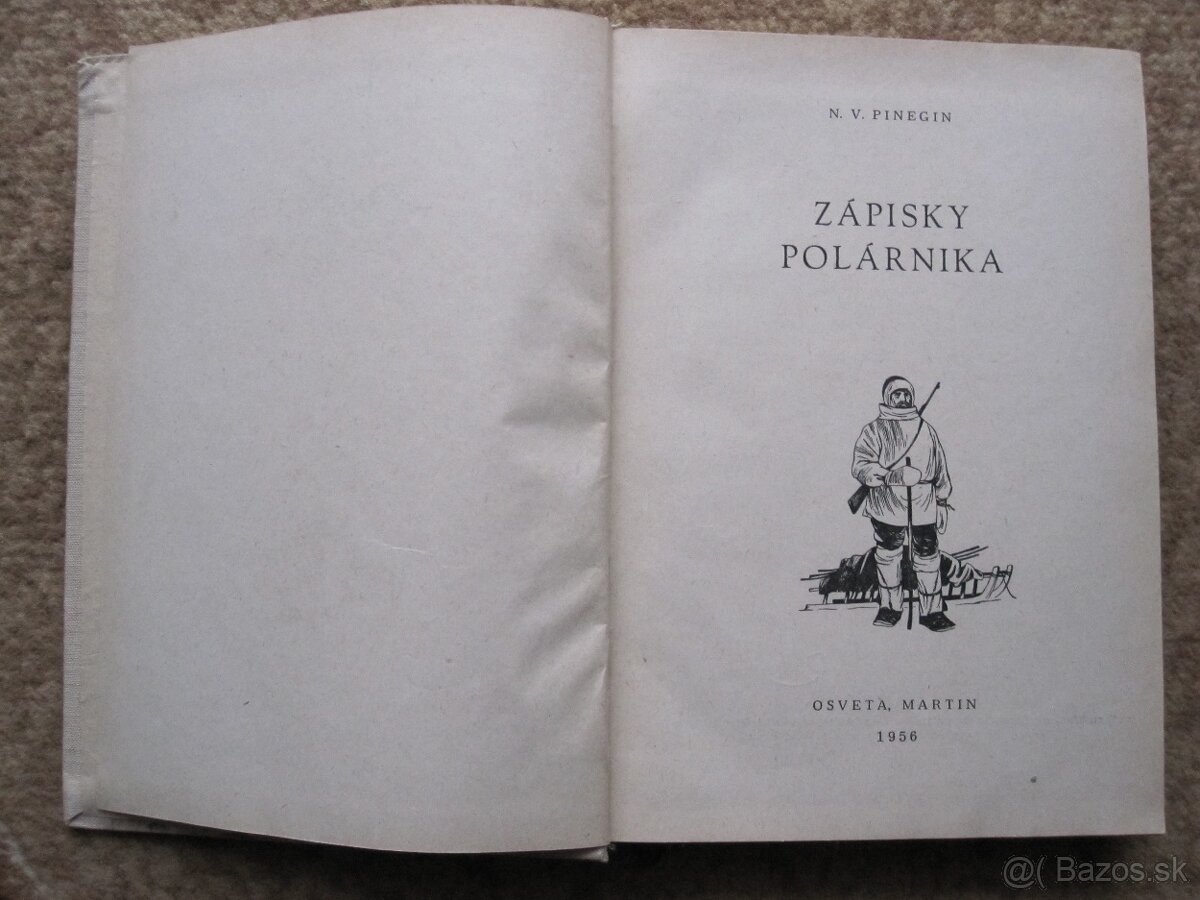 N. V. PINEGIN
ZÁPISKY
POLÁRNIKA
OSVETA, MARTIN
1956
@( Bazos.sk